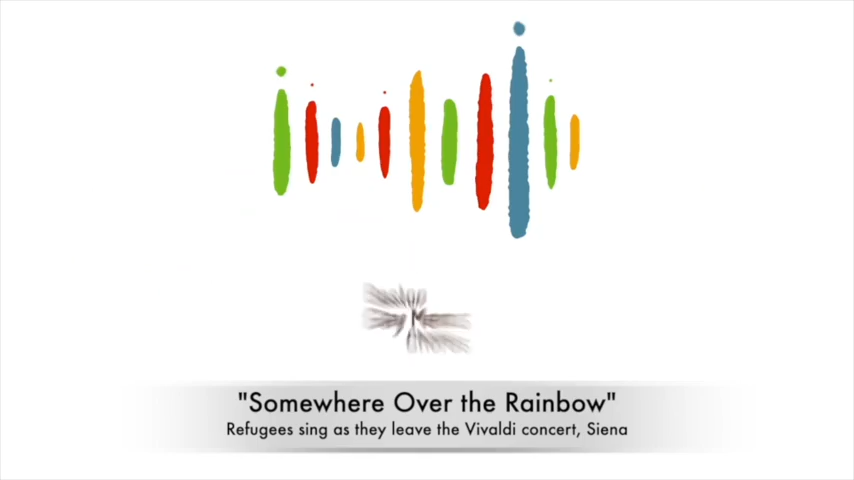 "Somewhere Over the Rainbow"
Refugees sing as they leave the Vivaldi concert, Siena